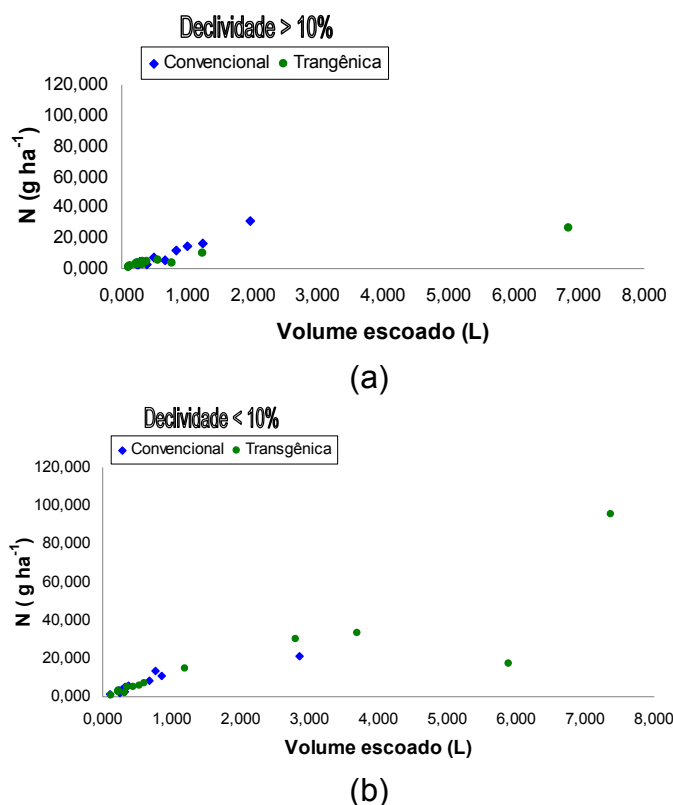 Declividade > 10%
Convencional Trangênica
120,000
100,000
80,000
60,000
40,000
20,000
0,000
N (g ha⁻¹)
0,000 1,000 2,000 3,000 4,000 5,000 6,000 7,000 8,000
Volume escoado (L)
(a)
Declividade < 10%
Convencional Transgênica
120,000
100,000
80,000
60,000
40,000
20,000
0,000
N ( g ha⁻¹)
0,000 1,000 2,000 3,000 4,000 5,000 6,000 7,000 8,000
Volume escoado (L)
(b)